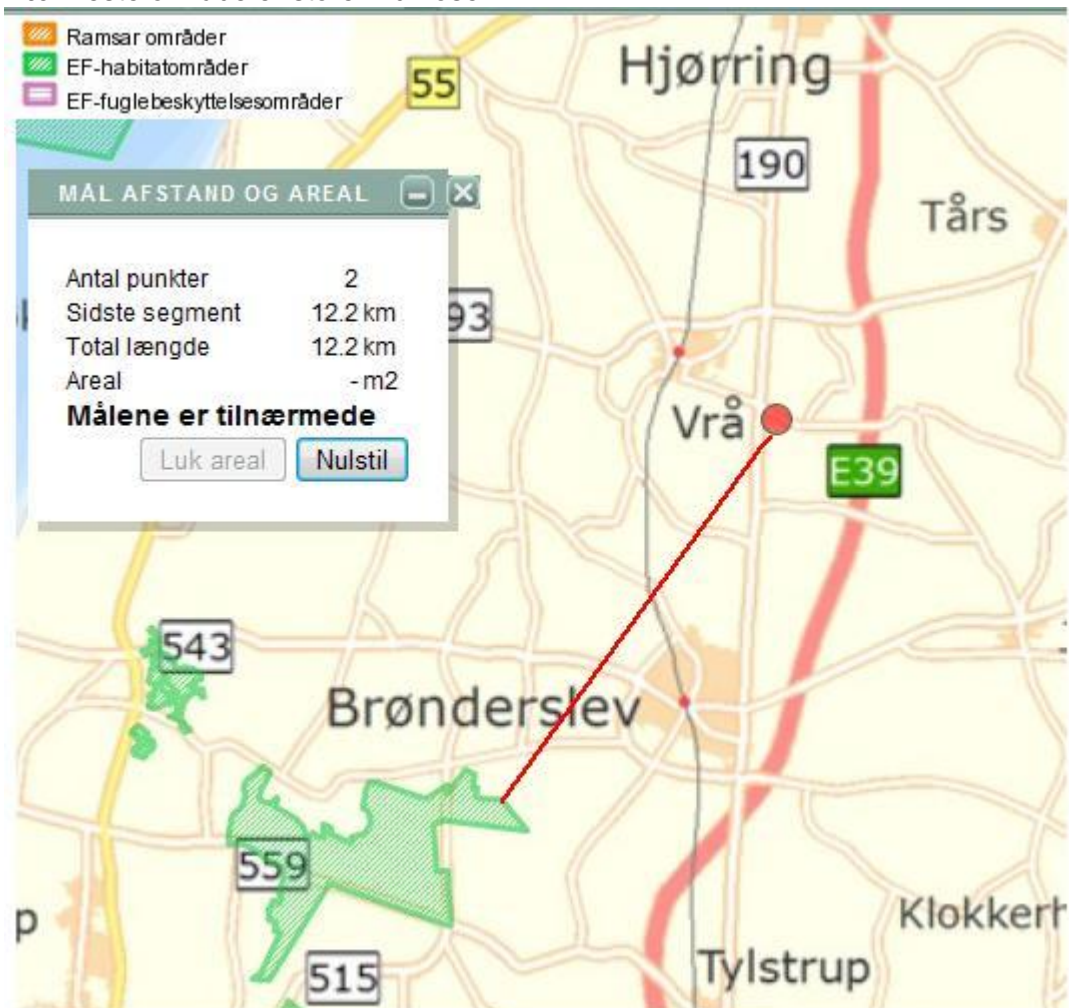 Ramsar områder
EF-habitatområder
EF-fuglebeskyttelsesområder
55
Hjørring
190
Tårs
MÅL AFSTAND OG AREAL
Antal punkter 2
Sidste segment 12.2 km
Total længde 12.2 km
Areal - m2
Målene er tilnærmede
Luk areal Nulstil
93
Vrå
E39
543
Brønderslev
559
p
Klokkerh
515
Tylstrup